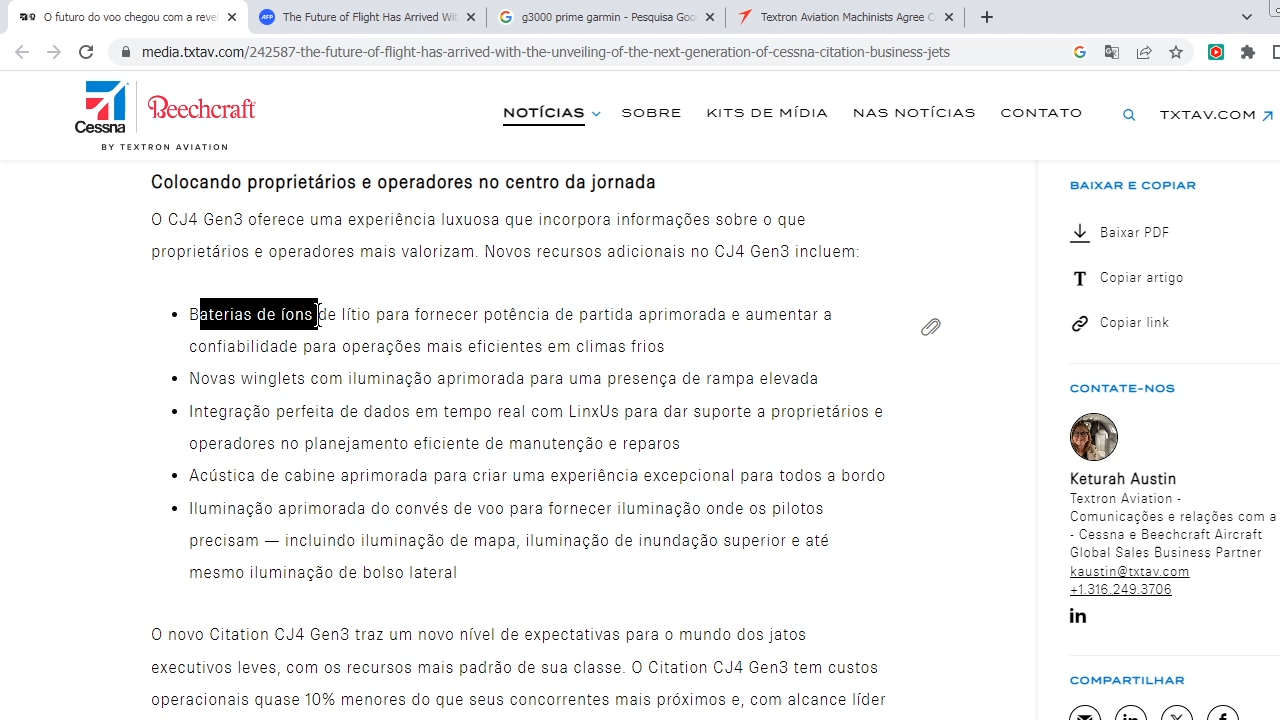 O futuro do voo chegou com a reve
The Future of Flight Has Arrived Wit
g3000 prime garmin - Pesquisa Goo
Textron Aviation Machinists Agree C
media.txtav.com/242587-the-future-of-flight-has-arrived-with-the-unveiling-of-the-next-generation-of-cessna-citation-business-jets
Cessna
Beechcraft
BY TEXTRON AVIATION
NOTÍCIAS
SOBRE
KITS DE MÍDIA
NAS NOTÍCIAS
CONTATO
TXTAV.COM
Colocando proprietários e operadores no centro da jornada
O CJ4 Gen3 oferece uma experiência luxuosa que incorpora informações sobre o que
proprietários e operadores mais valorizam. Novos recursos adicionais no CJ4 Gen3 incluem:
Baterias de íons de lítio para fornecer potência de partida aprimorada e aumentar a
confiabilidade para operações mais eficientes em climas frios
Novas winglets com iluminação aprimorada para uma presença de rampa elevada
Integração perfeita de dados em tempo real com LinxUs para dar suporte a proprietários e
operadores no planejamento eficiente de manutenção e reparos
Acústica de cabine aprimorada para criar uma experiência excepcional para todos a bordo
Iluminação aprimorada do convés de voo para fornecer iluminação onde os pilotos
precisam — incluindo iluminação de mapa, iluminação de inundação superior e até
mesmo iluminação de bolso lateral
O novo Citation CJ4 Gen3 traz um novo nível de expectativas para o mundo dos jatos
executivos leves, com os recursos mais padrão de sua classe. O Citation CJ4 Gen3 tem custos
operacionais quase 10% menores do que seus concorrentes mais próximos e, com alcance líder
BAIXAR E COPIAR
Baixar PDF
Copiar artigo
Copiar link
CONTATE-NOS
Keturah Austin
Textron Aviation -
Comunicações e relações com a
- Cessna e Beechcraft Aircraft
Global Sales Business Partner
kaustin@txtav.com
+1.316.249.3706
COMPARTILHAR